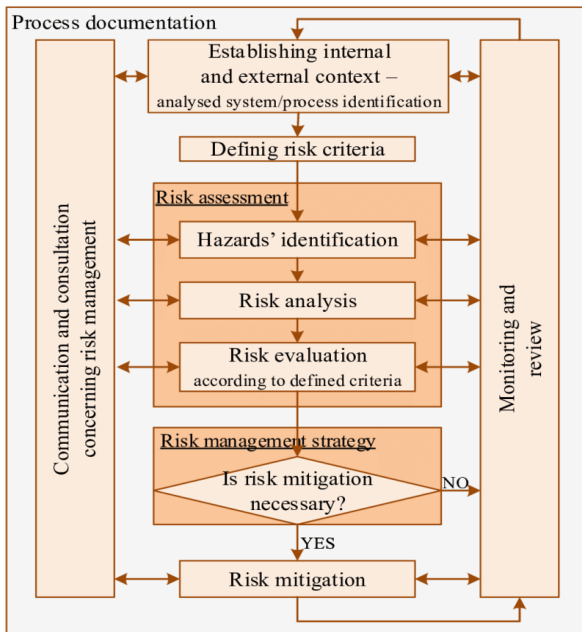 Process documentation
Establishing internal
and external context –
analysed system/process identification
Definig risk criteria
Risk assessment
Hazards' identification
Risk analysis
Risk evaluation
according to defined criteria
Risk management strategy
Is risk mitigation
necessary?
NO
YES
Risk mitigation
Communication and consultation
concerning risk management
Monitoring and
review